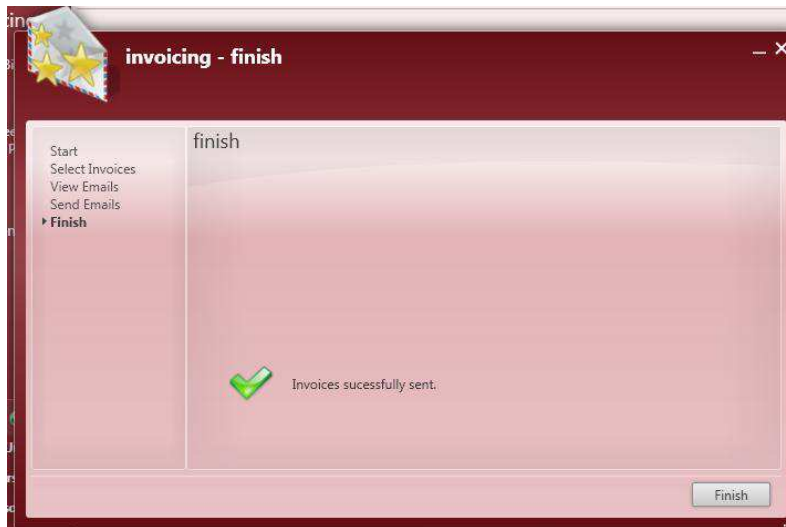 invoicing - finish
finish
Start
Select Invoices
View Emails
Send Emails
Finish
Invoices sucessfully sent.
Finish